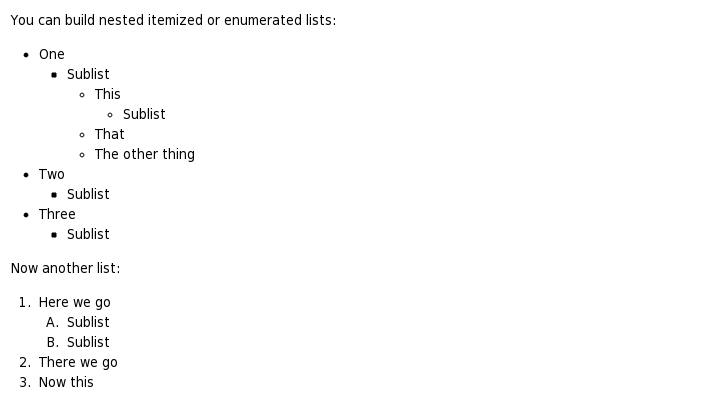 You can build nested itemized or enumerated lists:
• One
▪ Sublist
◦ This
◦ Sublist
◦ That
◦ The other thing
• Two
▪ Sublist
• Three
▪ Sublist
Now another list:
1. Here we go
A. Sublist
B. Sublist
2. There we go
3. Now this